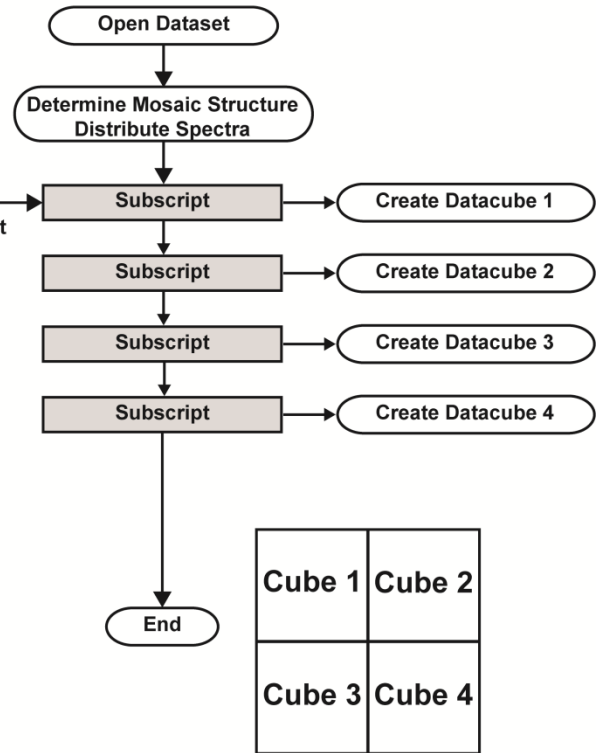 Open Dataset
Determine Mosaic Structure
Distribute Spectra
Subscript
Create Datacube 1
t
Subscript
Create Datacube 2
Subscript
Create Datacube 3
Subscript
Create Datacube 4
Cube 1
Cube 2
End
Cube 3
Cube 4